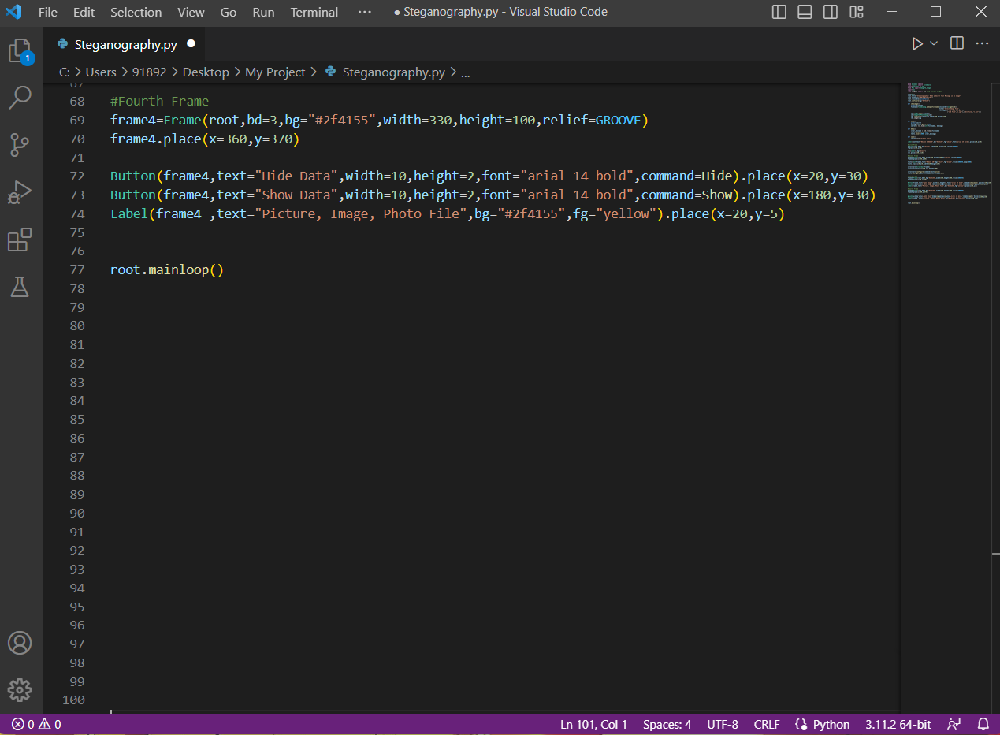 File Edit Selection View Go Run Terminal ··· ● Steganography.py - Visual Studio Code
Steganography.py ●
C: > Users > 91892 > Desktop > My Project > Steganography.py > ...
67
68 #Fourth Frame
69 frame4=Frame(root,bd=3,bg="#2f4155",width=330,height=100,relief=GROOVE)
70 frame4.place(x=360,y=370)
71
72 Button(frame4,text="Hide Data",width=10,height=2,font="arial 14 bold",command=Hide).place(x=20,y=30)
73 Button(frame4,text="Show Data",width=10,height=2,font="arial 14 bold",command=Show).place(x=180,y=30)
74 Label(frame4 ,text="Picture, Image, Photo File",bg="#2f4155",fg="yellow").place(x=20,y=5)
75
76
77 root.mainloop()
78
79
80
81
82
83
84
85
86
87
88
89
90
91
92
93
94
95
96
97
98
99
100
1
0 0 Ln 101, Col 1 Spaces: 4 UTF-8 CRLF Python 3.11.2 64-bit